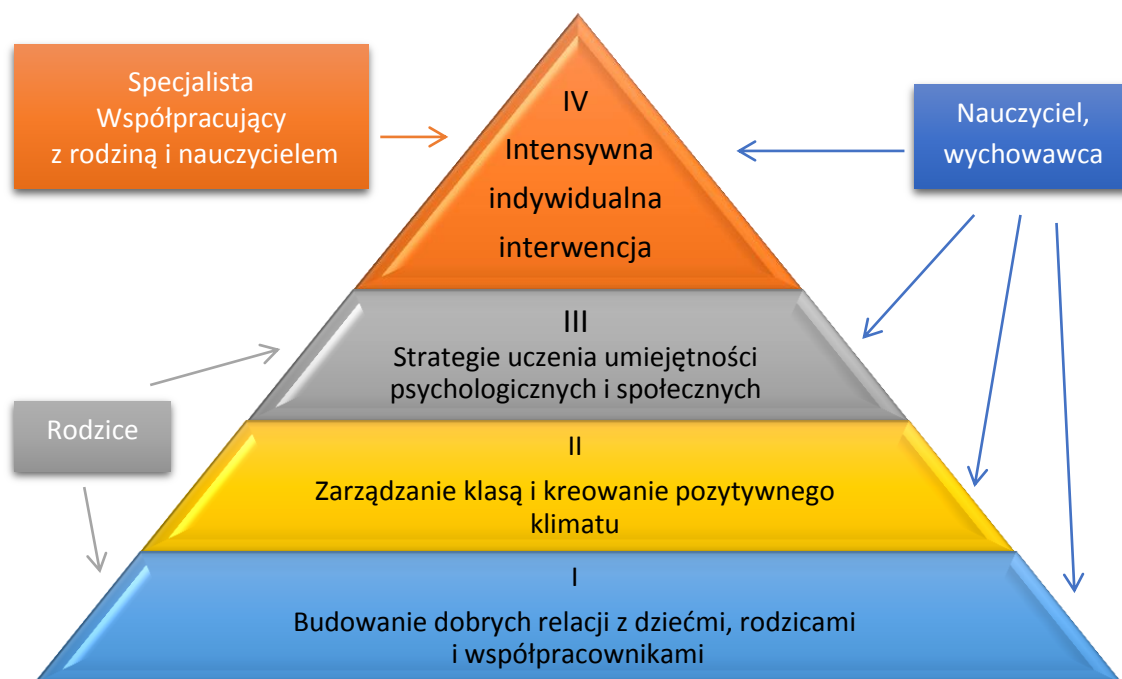 Specjalista
Współpracujący
z rodziną i nauczycielem
IV
Intensywna
indywidualna
interwencja
Nauczyciel,
wychowawca
III
Strategie uczenia umiejętności
psychologicznych i społecznych
Rodzice
II
Zarządzanie klasą i kreowanie pozytywnego
klimatu
I
Budowanie dobrych relacji z dziećmi, rodzicami
i współpracownikami